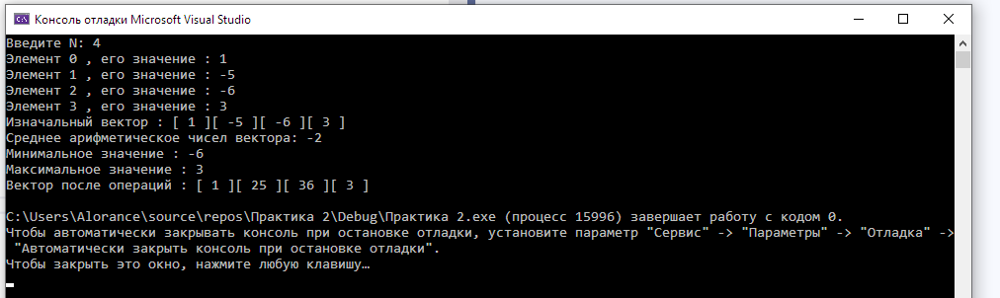 Консоль отладки Microsoft Visual Studio
Введите N: 4
Элемент 0 , его значение : 1
Элемент 1 , его значение : -5
Элемент 2 , его значение : -6
Элемент 3 , его значение : 3
Изначальный вектор : [ 1 ][ -5 ][ -6 ][ 3 ]
Среднее арифметическое чисел вектора: -2
Минимальное значение : -6
Максимальное значение : 3
Вектор после операций : [ 1 ][ 25 ][ 36 ][ 3 ]
C:\Users\Alorance\source\repos\Практика 2\Debug\Практика 2.exe (процесс 15996) завершает работу с кодом 0.
Чтобы автоматически закрывать консоль при остановке отладки, установите параметр "Сервис" -> "Параметры" -> "Отладка" ->
"Автоматически закрыть консоль при остановке отладки".
Чтобы закрыть это окно, нажмите любую клавишу…